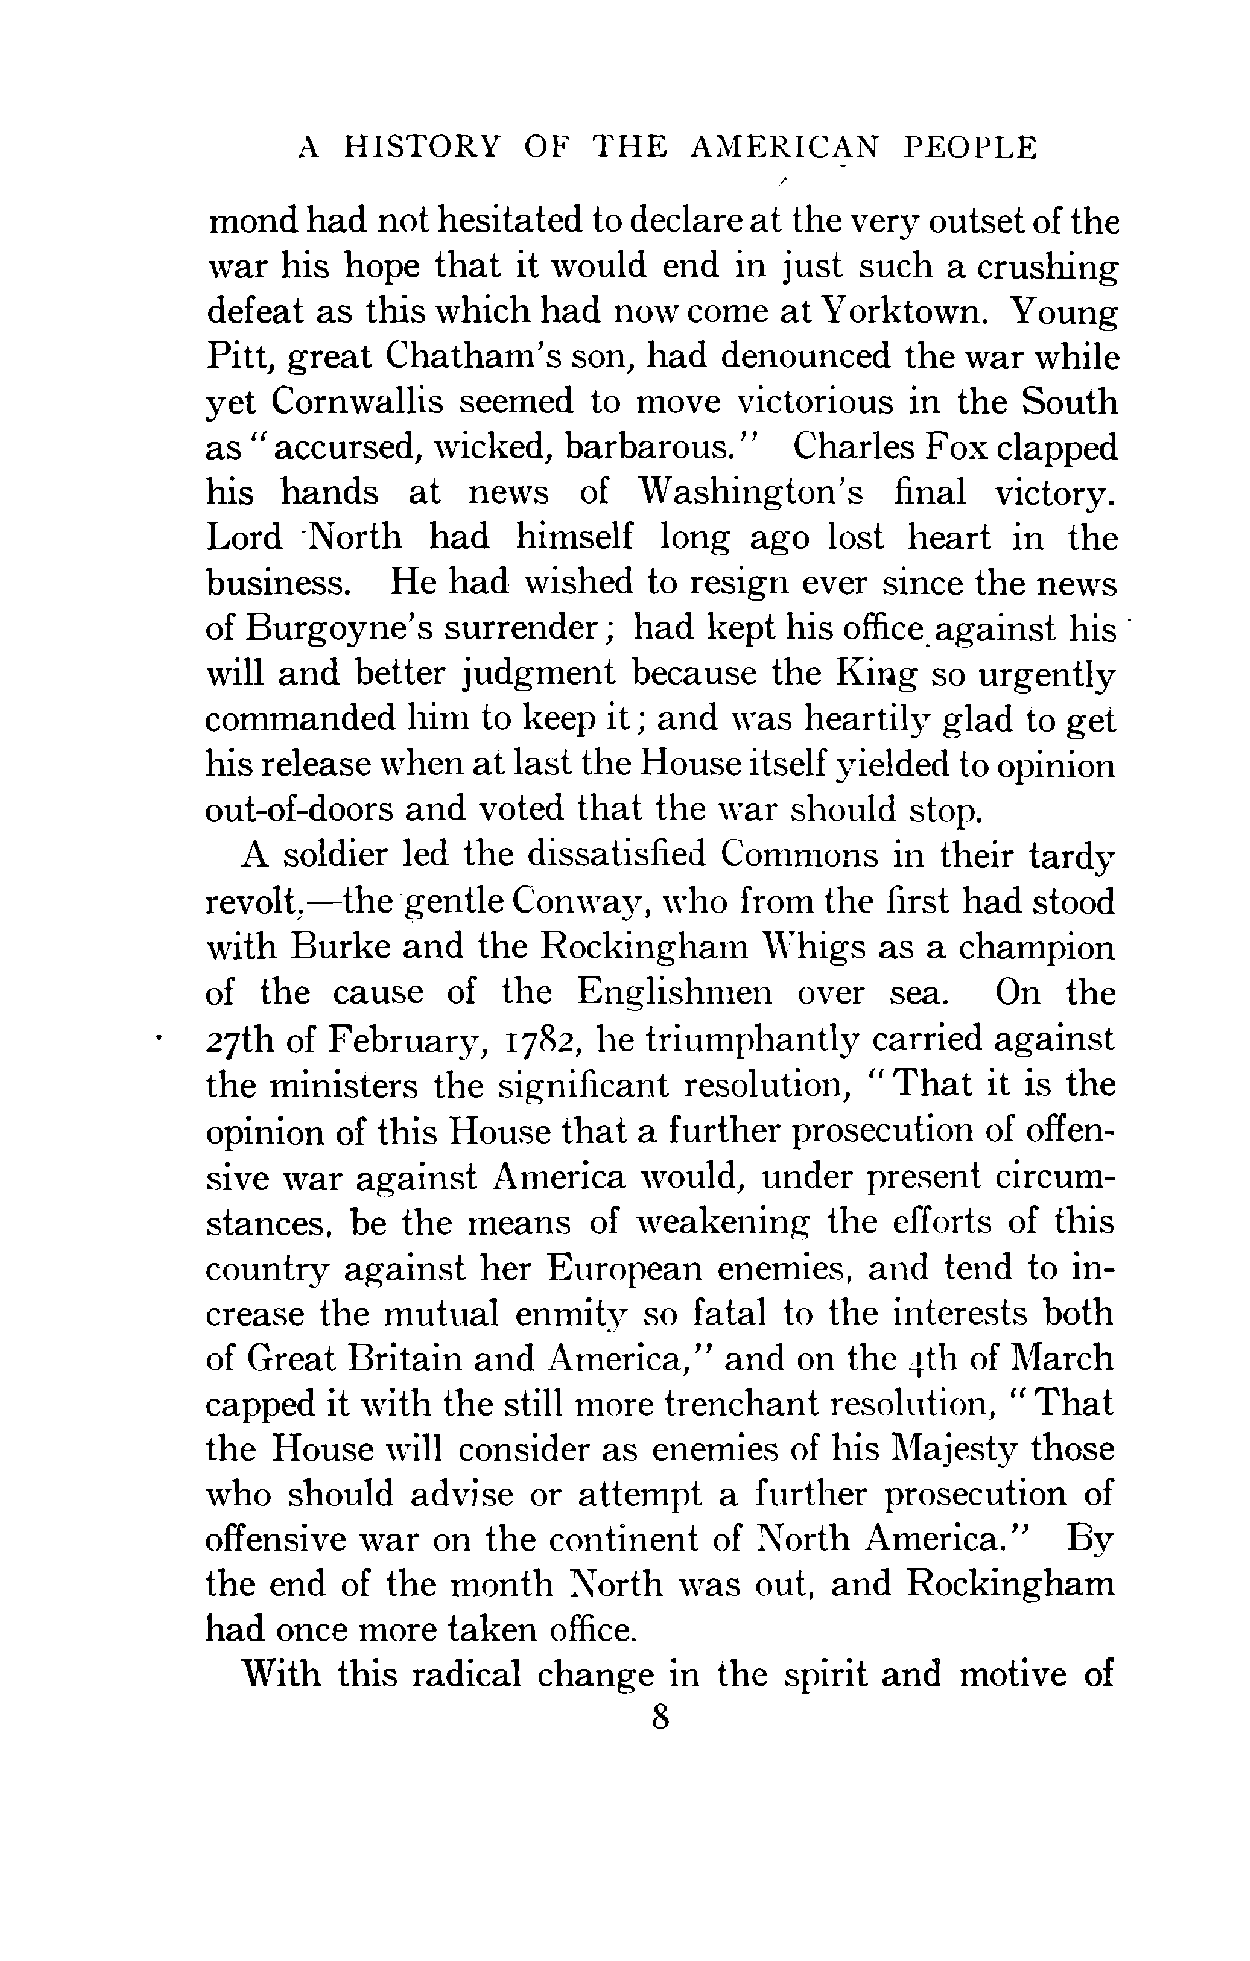 A HISTORY OF THE AMERICAN PEOPLE
mond had not hesitated to declare at the very outset of the
war his hope that it would end in just such a crushing
defeat as this which had now come at Yorktown. Young
Pitt, great Chatham's son, had denounced the war while
yet Cornwallis seemed to move victorious in the South
as "accursed, wicked, barbarous." Charles Fox clapped
his hands at news of Washington's final victory.
Lord North had himself long ago lost heart in the
business. He had wished to resign ever since the news
of Burgoyne's surrender; had kept his office against his
will and better judgment because the King so urgently
commanded him to keep it; and was heartily glad to get
his release when at last the House itself yielded to opinion
out-of-doors and voted that the war should stop.
A soldier led the dissatisfied Commons in their tardy
revolt,—the gentle Conway, who from the first had stood
with Burke and the Rockingham Whigs as a champion
of the cause of the Englishmen over sea. On the
27th of February, 1782, he triumphantly carried against
the ministers the significant resolution, "That it is the
opinion of this House that a further prosecution of offen-
sive war against America would, under present circum-
stances, be the means of weakening the efforts of this
country against her European enemies, and tend to in-
crease the mutual enmity so fatal to the interests both
of Great Britain and America," and on the 4th of March
capped it with the still more trenchant resolution, "That
the House will consider as enemies of his Majesty those
who should advise or attempt a further prosecution of
offensive war on the continent of North America." By
the end of the month North was out, and Rockingham
had once more taken office.
With this radical change in the spirit and motive of
8